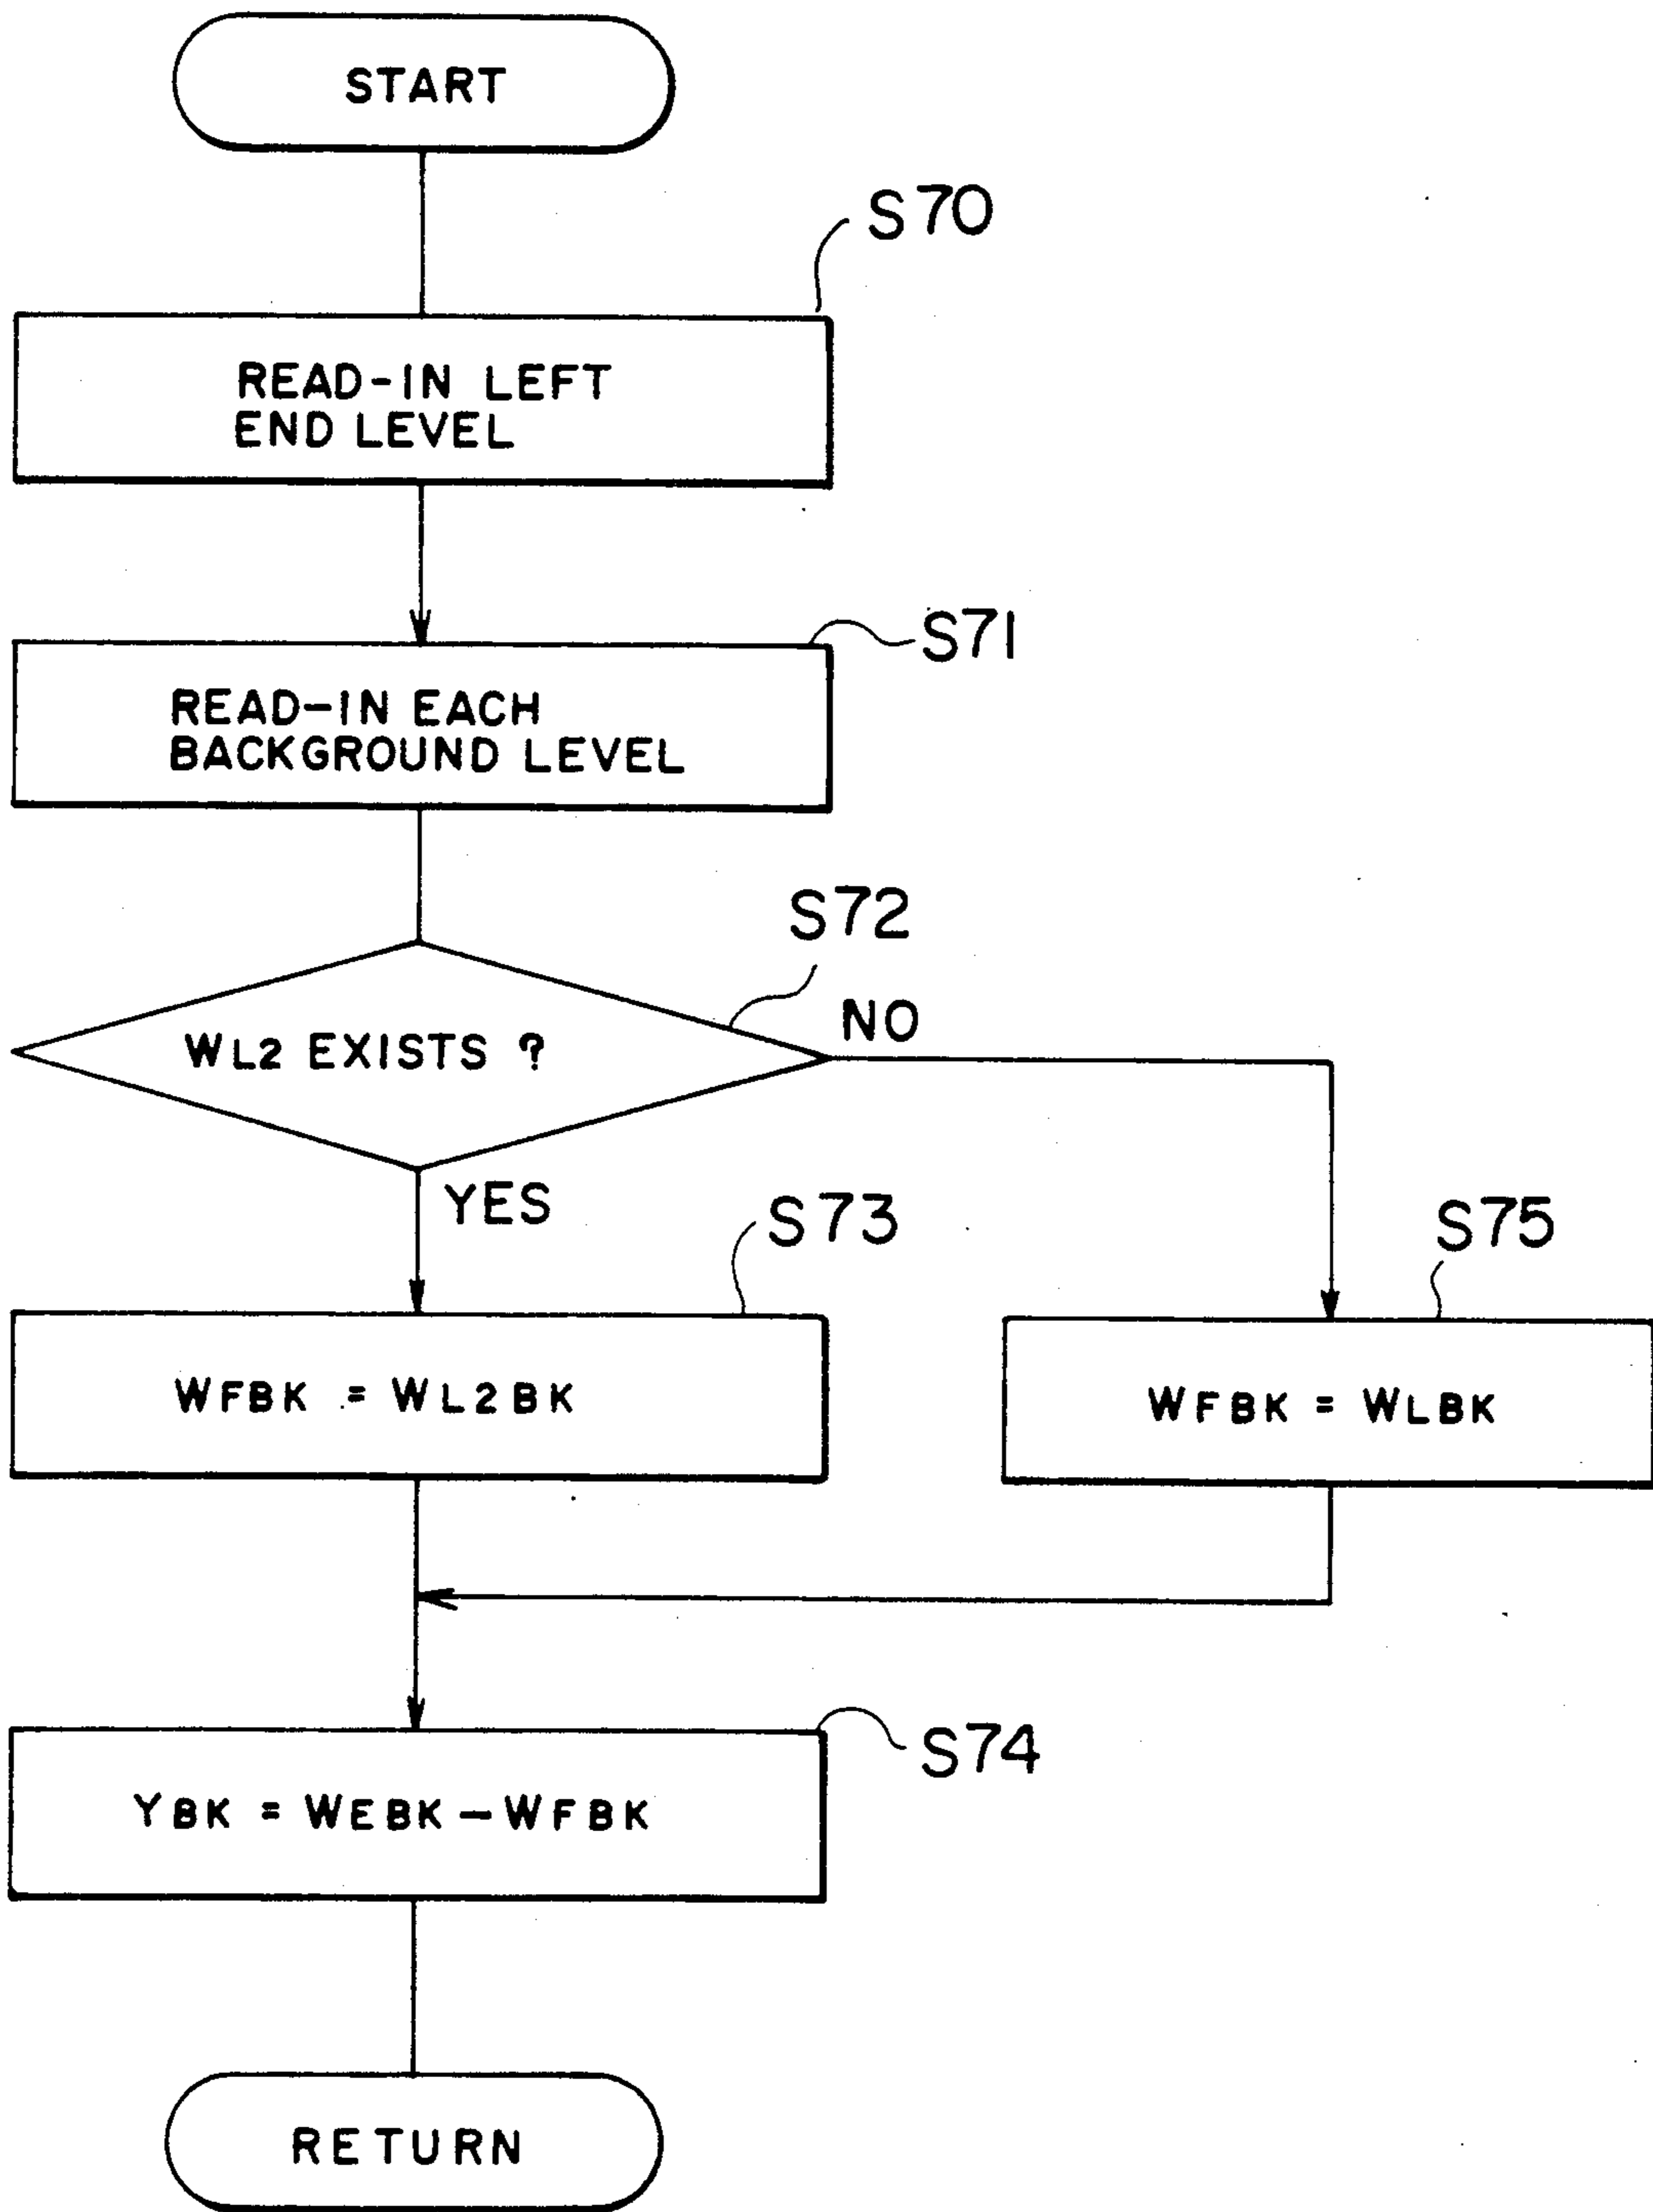 START
S70
READ-IN LEFT
END LEVEL
S71
READ-IN EACH
BACKGROUND LEVEL
S72
WL2 EXISTS ?
NO
YES
S73
S75
WFBK = WL2BK
WFBK = WLBK
S74
YBK = WEBK-WFBK
RETURN